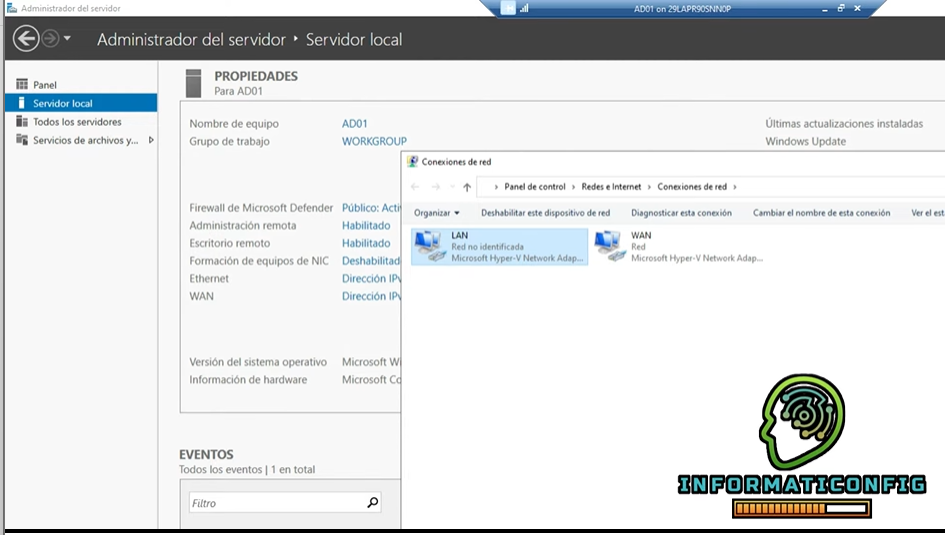 Administrador del servidor
AD01 on 29LAPR90SNN0P
Administrador del servidor ‣ Servidor local
Panel
Servidor local
Todos los servidores
Servicios de archivos y...
PROPIEDADES
Para AD01
Nombre de equipo AD01
Grupo de trabajo WORKGROUP
Últimas actualizaciones instaladas
Windows Update
Firewall de Microsoft Defender Público: Acti
Administración remota Habilitado
Escritorio remoto Habilitado
Formación de equipos de NIC Deshabilitad
Ethernet Dirección IPv
WAN Dirección IPv
Versión del sistema operativo Microsoft Wi
Información de hardware Microsoft Co
EVENTOS
Todos los eventos | 1 en total
Filtro
Conexiones de red
Panel de control › Redes e Internet › Conexiones de red ›
Organizar Deshabilitar este dispositivo de red Diagnosticar esta conexión Cambiar el nombre de esta conexión Ver el est
LAN
Red no identificada
Microsoft Hyper-V Network Adap...
WAN
Red
Microsoft Hyper-V Network Adap...
INFORMATICONFIG